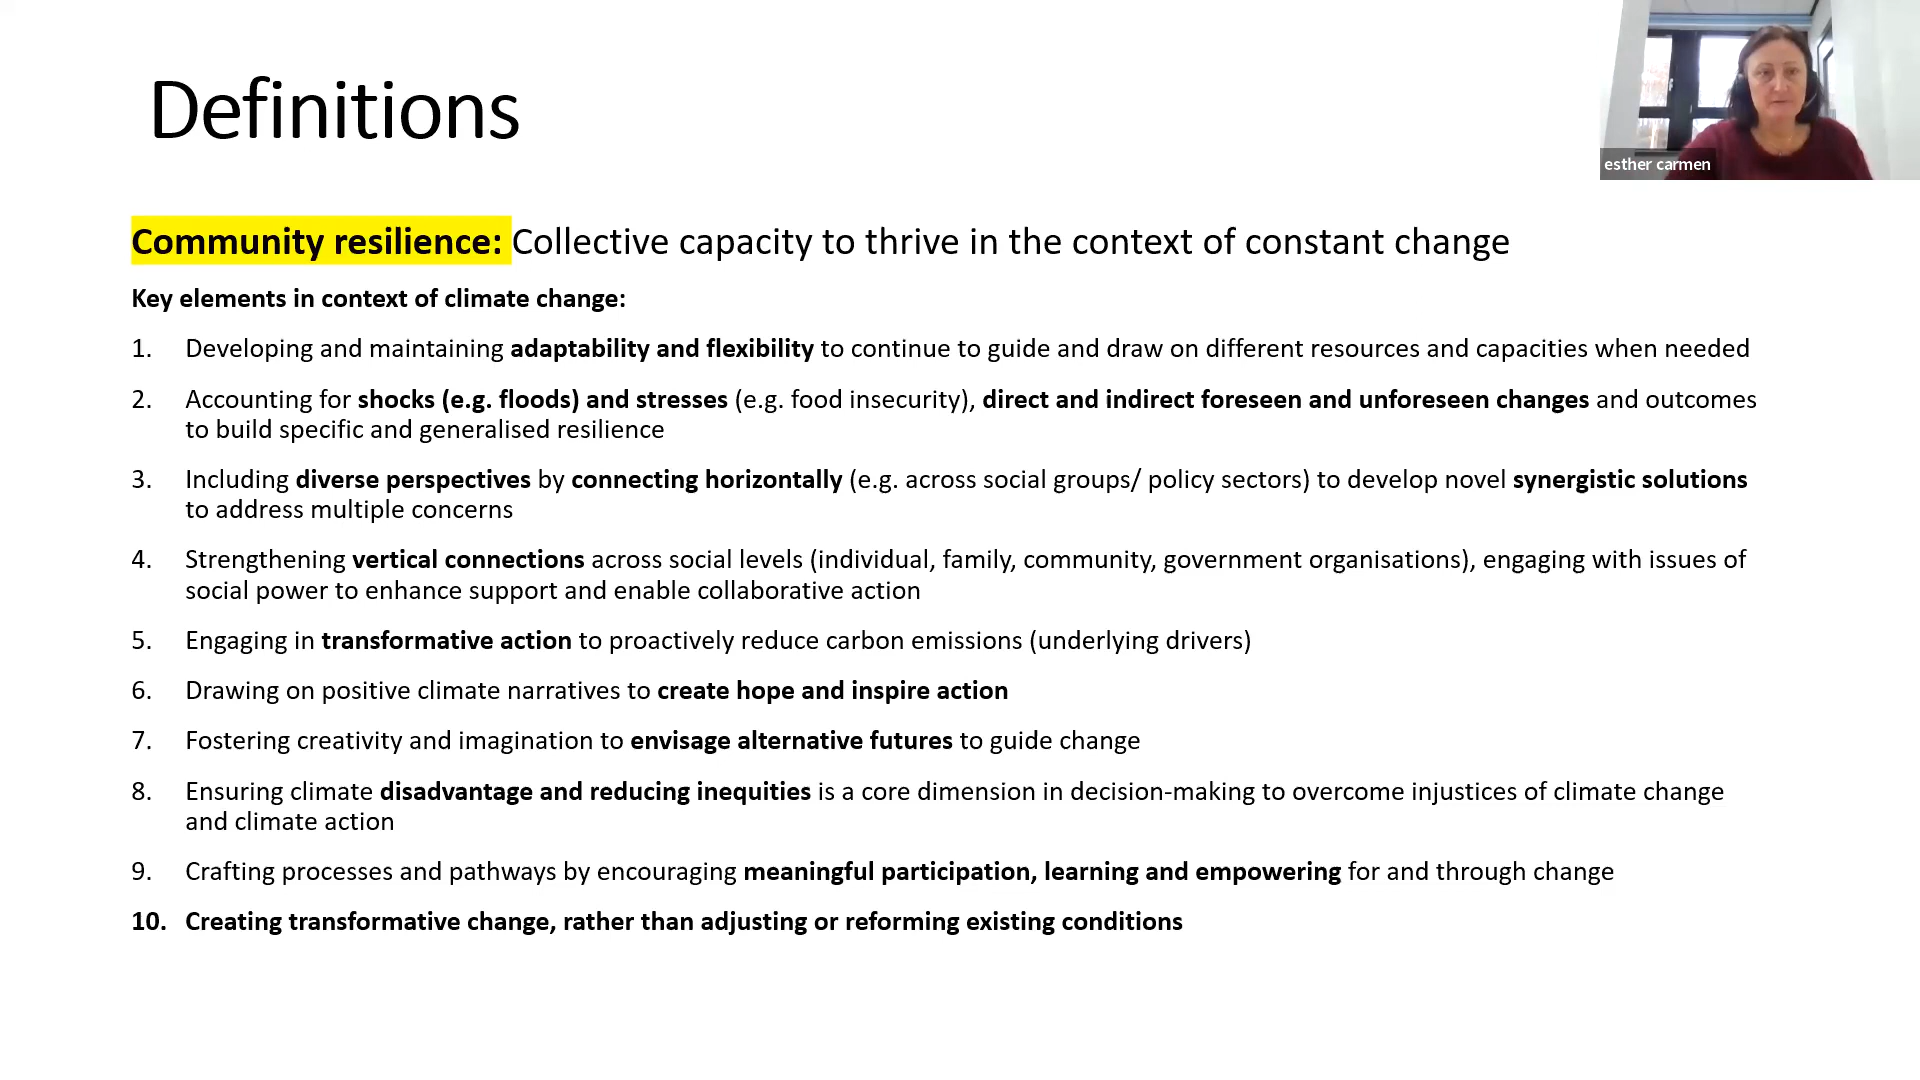 Definitions
esther carmen
Community resilience: Collective capacity to thrive in the context of constant change
Key elements in context of climate change:
1. Developing and maintaining adaptability and flexibility to continue to guide and draw on different resources and capacities when needed
2. Accounting for shocks (e.g. floods) and stresses (e.g. food insecurity), direct and indirect foreseen and unforeseen changes and outcomes
to build specific and generalised resilience
3. Including diverse perspectives by connecting horizontally (e.g. across social groups/ policy sectors) to develop novel synergistic solutions
to address multiple concerns
4. Strengthening vertical connections across social levels (individual, family, community, government organisations), engaging with issues of
social power to enhance support and enable collaborative action
5. Engaging in transformative action to proactively reduce carbon emissions (underlying drivers)
6. Drawing on positive climate narratives to create hope and inspire action
7. Fostering creativity and imagination to envisage alternative futures to guide change
8. Ensuring climate disadvantage and reducing inequities is a core dimension in decision-making to overcome injustices of climate change
and climate action
9. Crafting processes and pathways by encouraging meaningful participation, learning and empowering for and through change
10. Creating transformative change, rather than adjusting or reforming existing conditions